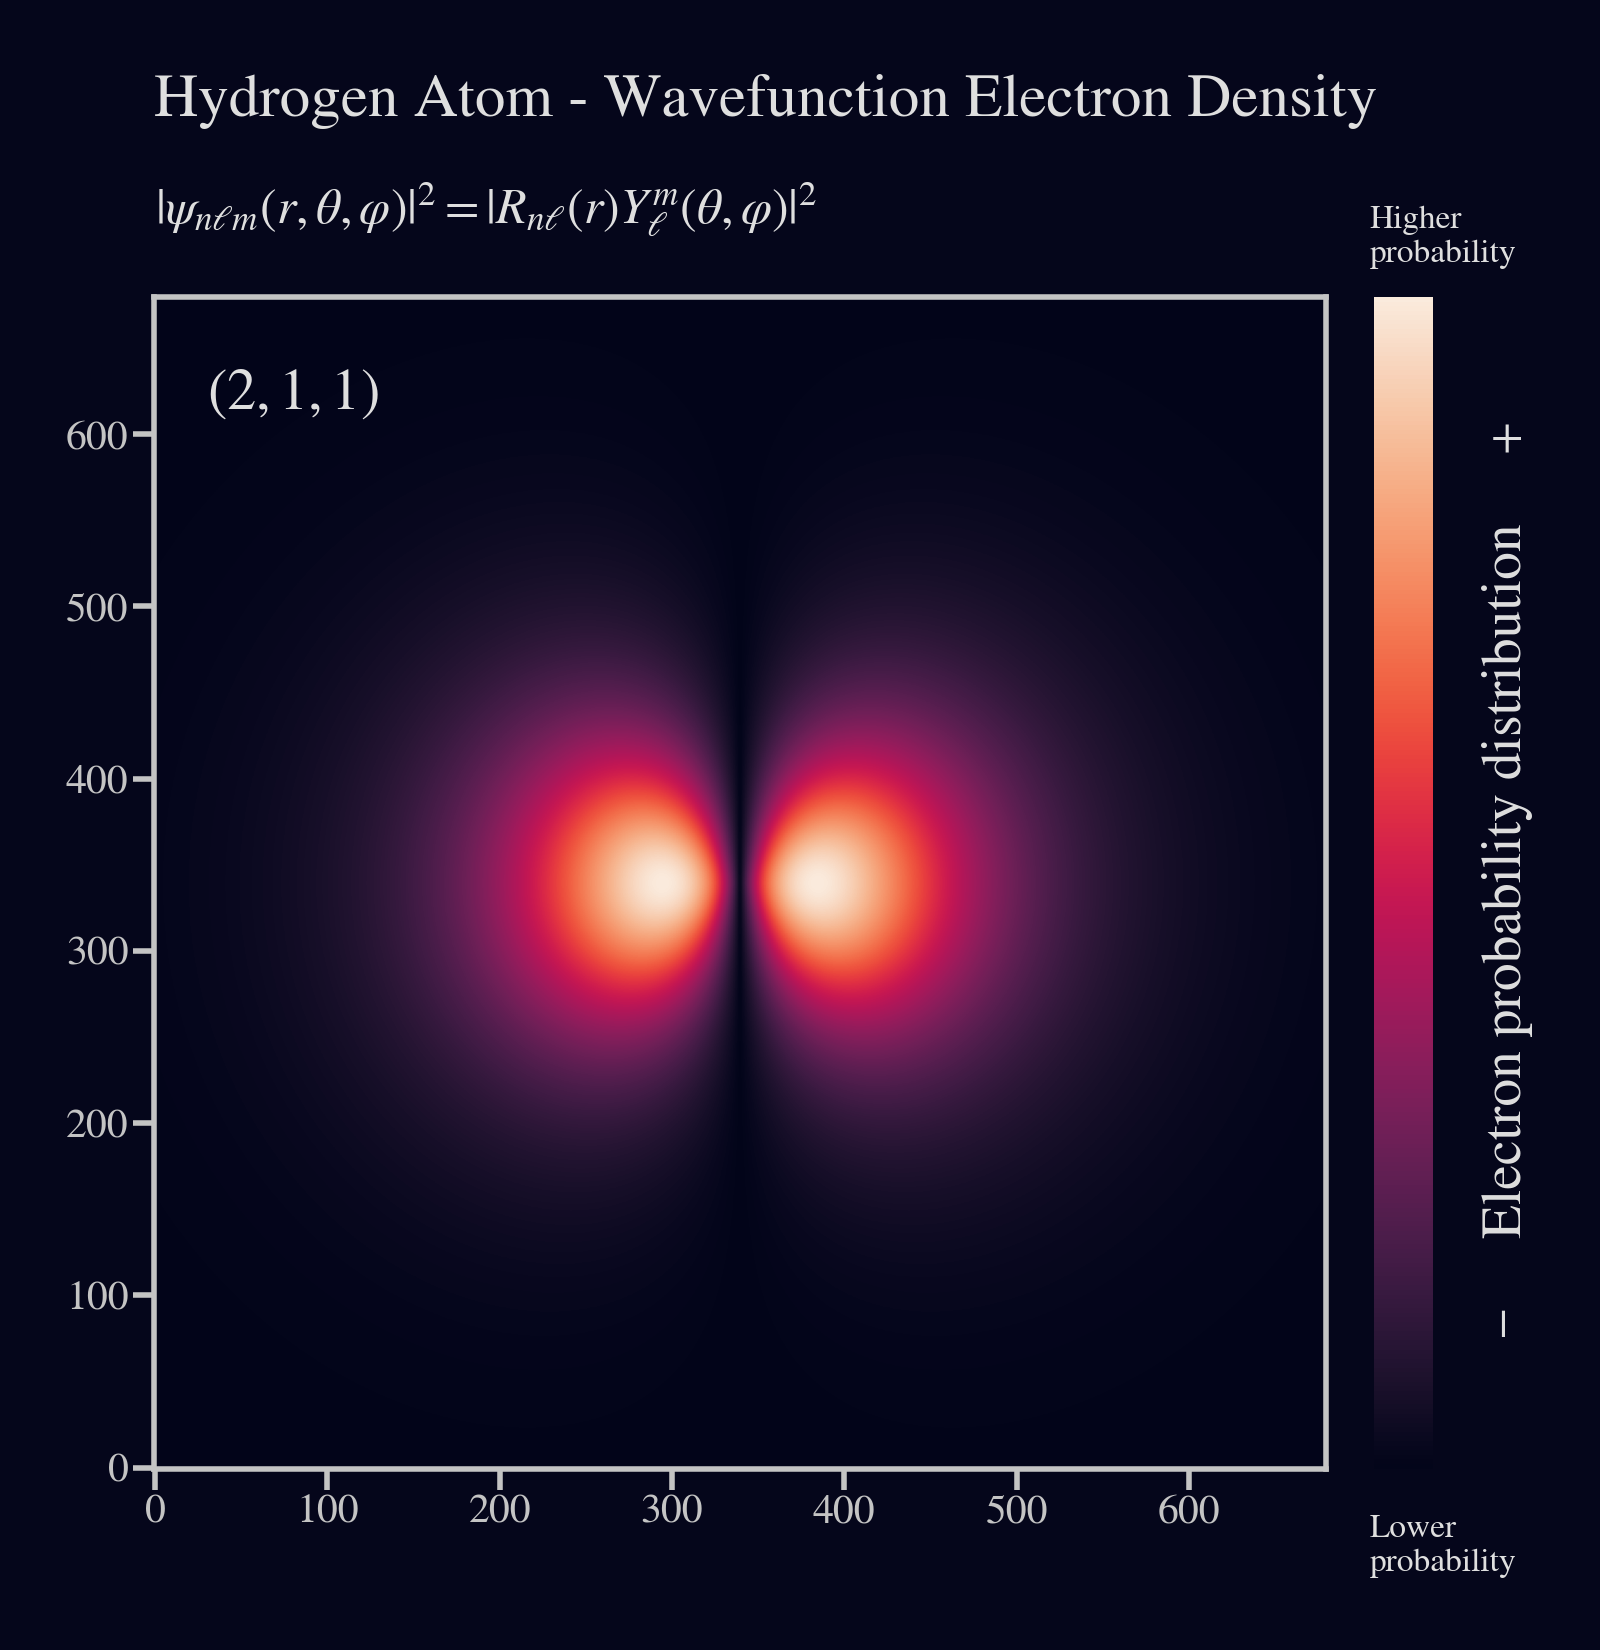 Hydrogen Atom - Wavefunction Electron Density
|ψnℓm(r, θ, φ)|² = |Rnℓ(r)Yℓᵐ(θ, φ)|²
Higher
probability
(2, 1, 1)
600
500
400
300
200
100
0
0 100 200 300 400 500 600
− Electron probability distribution +
Lower
probability